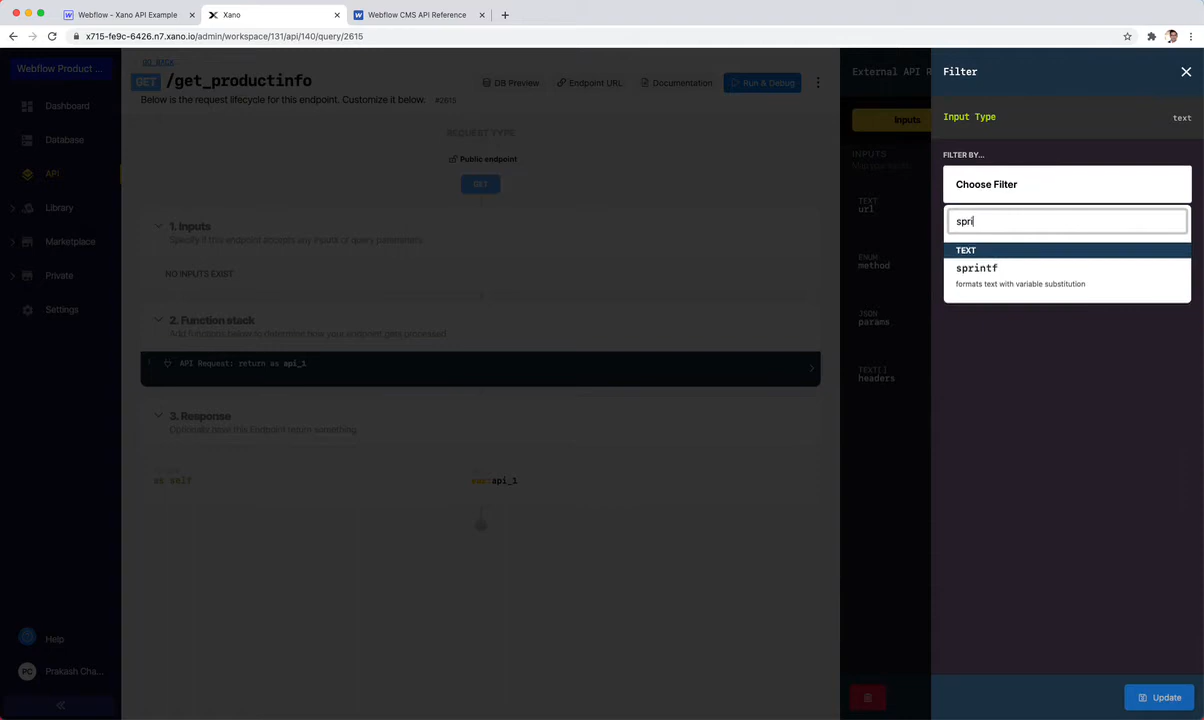 Webflow - Xano API Example
Xano
Webflow CMS API Reference
x715-fe9c-6426.n7.xano.io/admin/workspace/131/api/140/query/2615
Webflow Product ...
Dashboard
Database
API
Library
Marketplace
Private
Settings
Help
PC
Prakash Cha...
GO BACK
GET /get_productinfo
Below is the request lifecycle for this endpoint. Customize it below. #2615
DB Preview
Endpoint URL
Documentation
Run & Debug
REQUEST TYPE
Public endpoint
GET
1. Inputs
Specify if this endpoint accepts any inputs or query parameters.
NO INPUTS EXIST
2. Function stack
Add functions below to determine how your endpoint gets processed.
API Request: return as api_1
3. Response
Optionally have this Endpoint return something.
as self
var:api_1
External API R
Inputs
INPUTS
TEXT
url
ENUM
method
JSON
params
TEXT[]
headers
Filter
Input Type
text
FILTER BY...
Choose Filter
spri
TEXT
sprintf
formats text with variable substitution
Update